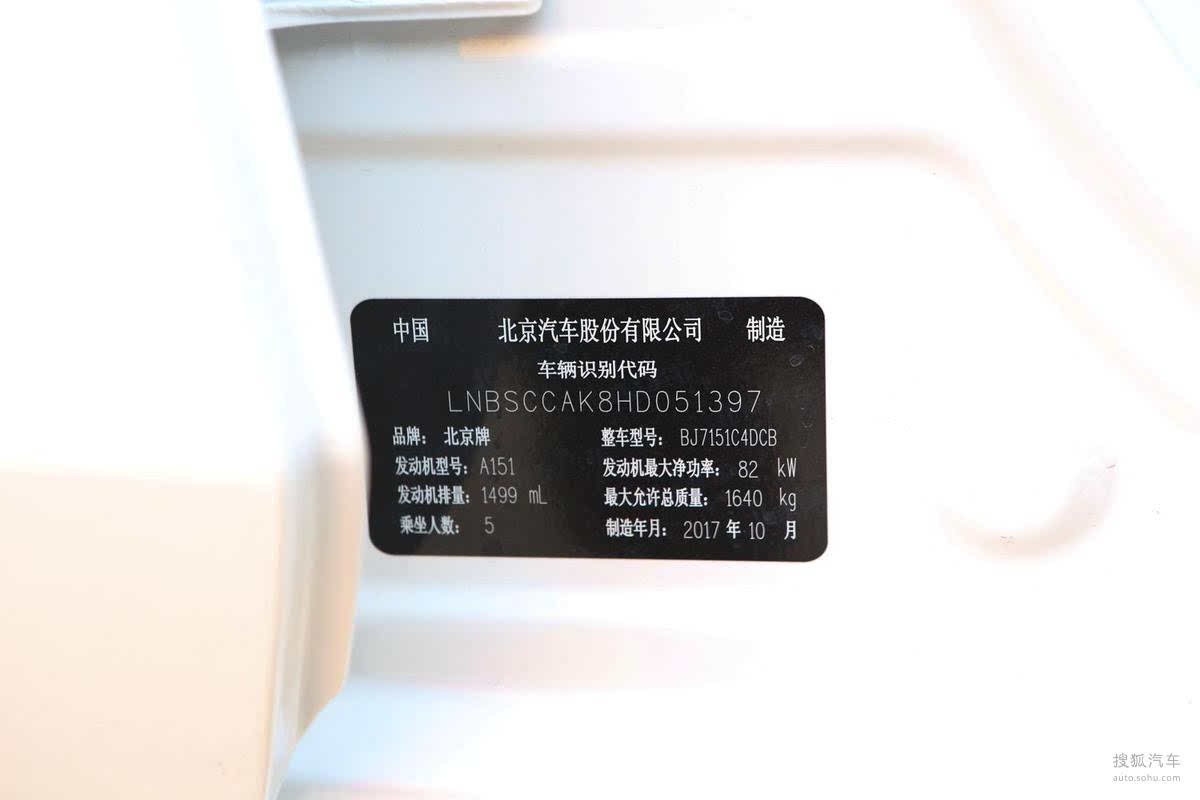 中国 北京汽车股份有限公司 制造
车辆识别代码
LNBSCCAK8HD051397
品牌： 北京牌 整车型号： BJ7151C4DCB
发动机型号： A151 发动机最大净功率： 82 kW
发动机排量： 1499 mL 最大允许总质量： 1640 kg
乘坐人数： 5 制造年月： 2017 年 10 月
搜狐汽车
auto.sohu.com